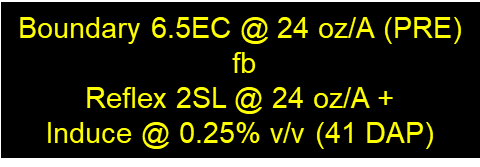 Boundary 6.5EC @ 24 oz/A (PRE)
fb
Reflex 2SL @ 24 oz/A +
Induce @ 0.25% v/v (41 DAP)